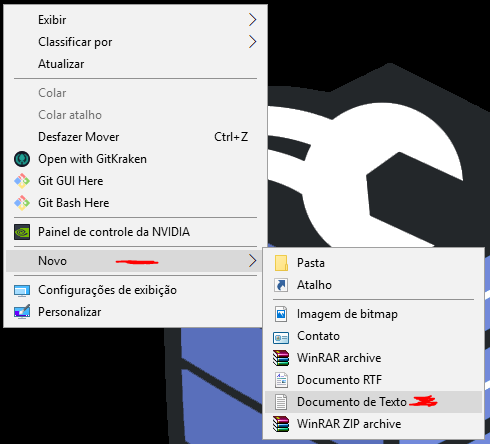 Exibir
Classificar por
Atualizar
Colar
Colar atalho
Desfazer Mover Ctrl+Z
Open with GitKraken
Git GUI Here
Git Bash Here
Painel de controle da NVIDIA
Novo
Configurações de exibição
Personalizar
Pasta
Atalho
Imagem de bitmap
Contato
WinRAR archive
Documento RTF
Documento de Texto
WinRAR ZIP archive